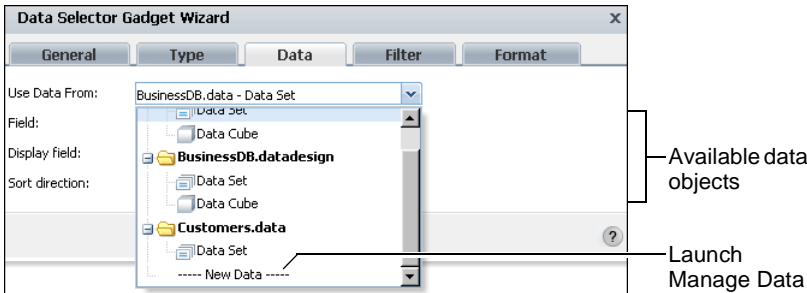 Data Selector Gadget Wizard x
General Type Data Filter Format
Use Data From: BusinessDB.data - Data Set
Field:
Display field:
Sort direction:
Data Set
Data Cube
BusinessDB.datadesign
Data Set
Data Cube
Customers.data
Data Set
----- New Data -----
?
Available data
objects
Launch
Manage Data